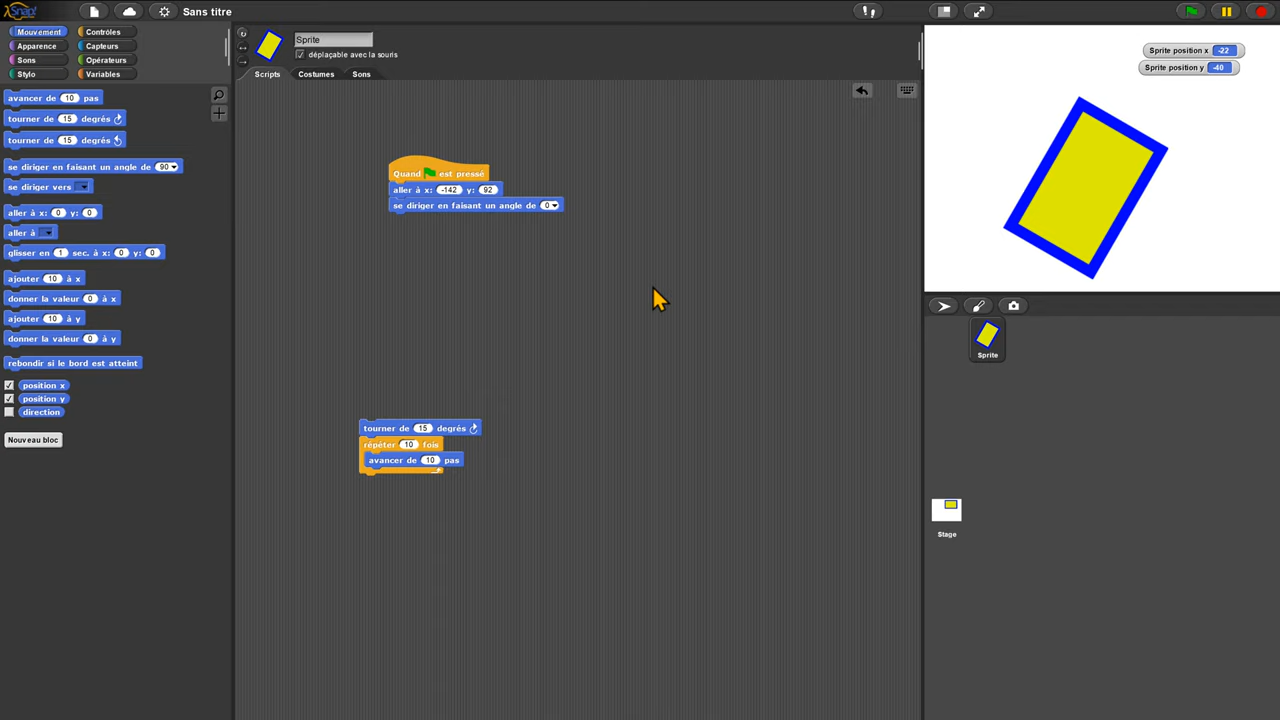 Snap!
Sans titre
Mouvement
Contrôles
Apparence
Capteurs
Sons
Opérateurs
Stylo
Variables
avancer de 10 pas
tourner de 15 degrés
tourner de 15 degrés
se diriger en faisant un angle de 90
se diriger vers
aller à x: 0 y: 0
aller à
glisser en 1 sec. à x: 0 y: 0
ajouter 10 à x
donner la valeur 0 à x
ajouter 10 à y
donner la valeur 0 à y
rebondir si le bord est atteint
position x
position y
direction
Nouveau bloc
Sprite
déplaçable avec la souris
Scripts Costumes Sons
Quand est pressé
aller à x: -142 y: 92
se diriger en faisant un angle de 0
tourner de 15 degrés
répéter 10 fois
avancer de 10 pas
Sprite position x -22
Sprite position y -40
Sprite
Stage